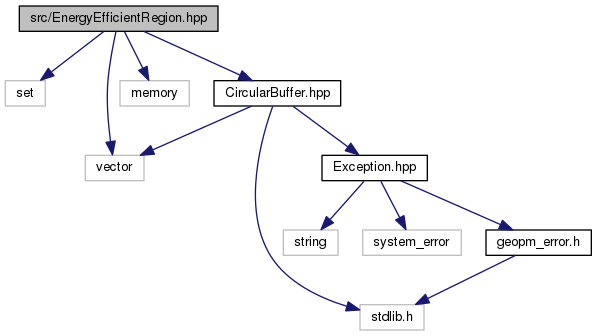 src/EnergyEfficientRegion.hpp
set
memory
CircularBuffer.hpp
vector
Exception.hpp
string
system_error
geopm_error.h
stdlib.h